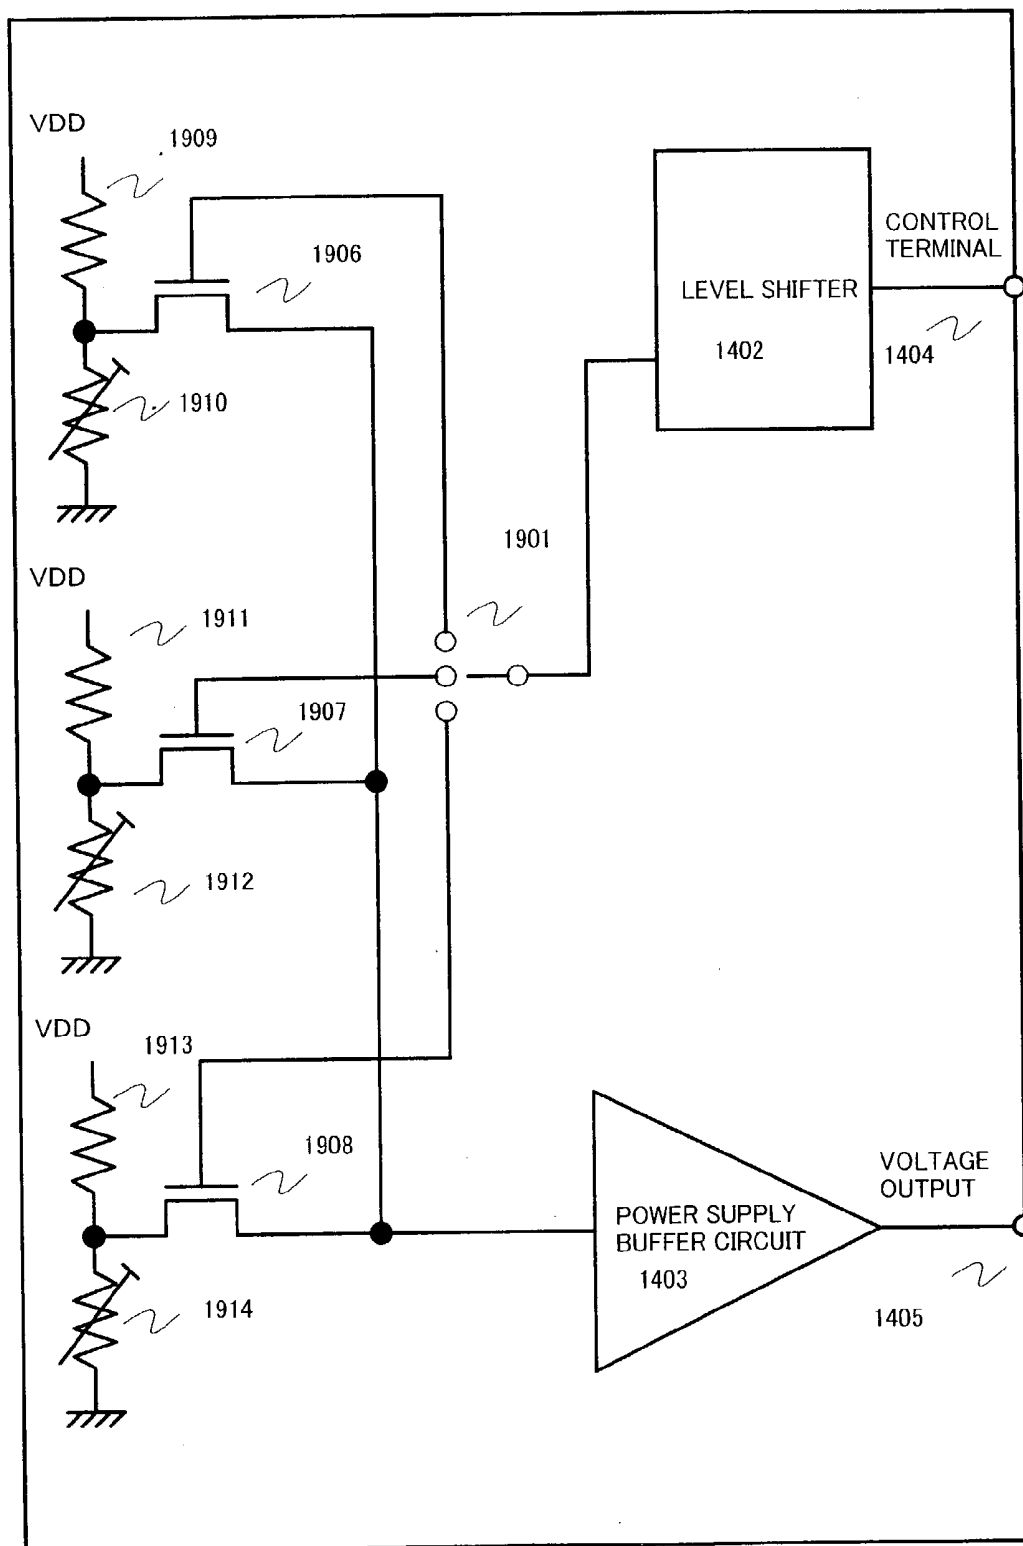 VDD
1909
1906
CONTROL
TERMINAL
LEVEL SHIFTER
1402
1404
1910
1901
VDD
1911
1907
1912
VDD
1913
1908
VOLTAGE
OUTPUT
POWER SUPPLY
BUFFER CIRCUIT
1403
1914
1405